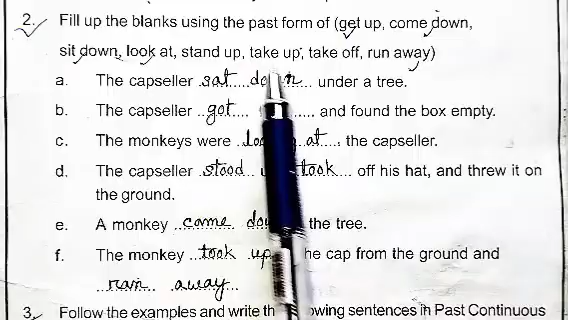 2. Fill up the blanks using the past form of (get up, come down,
sit down, look at, stand up, take up, take off, run away)
a. The capseller sat down under a tree.
b. The capseller got and found the box empty.
c. The monkeys were at the capseller.
d. The capseller stood took off his hat, and threw it on
the ground.
e. A monkey came down the tree.
f. The monkey took up the cap from the ground and
ran away
3. Follow the examples and write sentences in Past Continuous